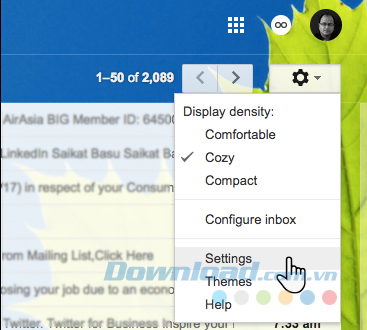 1–50 of 2,089
Display density:
Comfortable
Cozy
Compact
Configure inbox
Settings
Themes
Help
AirAsia BIG Member ID: 64500
LinkedIn Saikat Basu Saikat Ba
/17) in respect of your Consum
rom Mailing List,Click Here
osing your job due to an econo
Twitter. Twitter for Business Inspire your
7:33 am
Download.com.vn